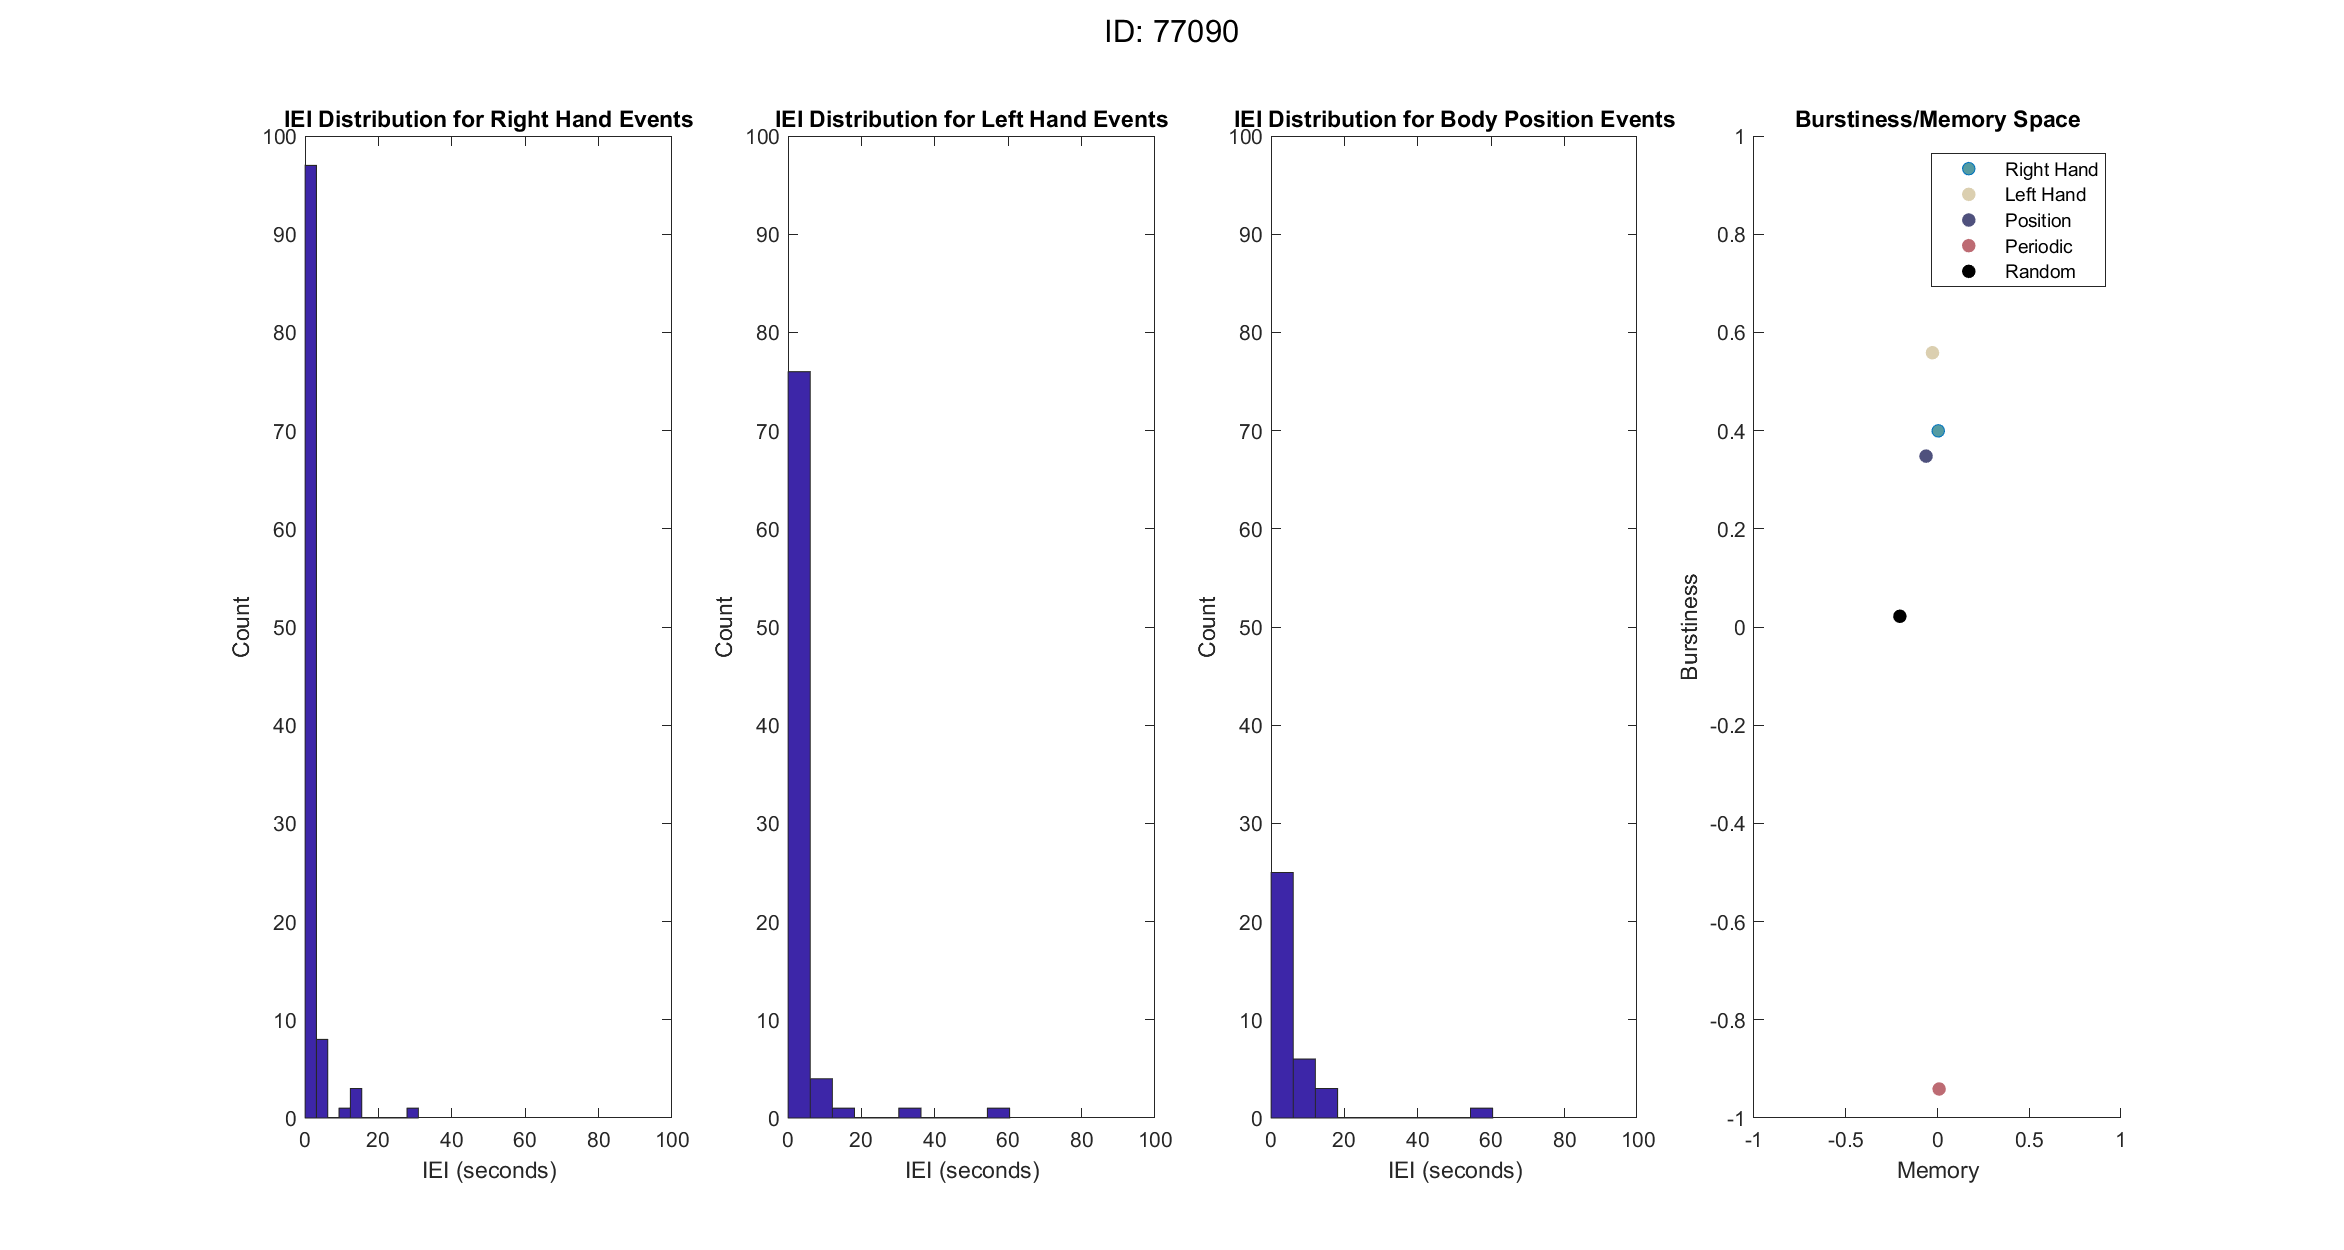 ID: 77090
IEI Distribution for Right Hand Events
100
90
80
70
60
50
40
30
20
10
0
Count
0 20 40 60 80 100
IEI (seconds)
IEI Distribution for Left Hand Events
100
90
80
70
60
50
40
30
20
10
0
Count
0 20 40 60 80 100
IEI (seconds)
IEI Distribution for Body Position Events
100
90
80
70
60
50
40
30
20
10
0
Count
0 20 40 60 80 100
IEI (seconds)
Burstiness/Memory Space
1
0.8
0.6
0.4
0.2
0
-0.2
-0.4
-0.6
-0.8
-1
Burstiness
Right Hand
Left Hand
Position
Periodic
Random
-1 -0.5 0 0.5 1
Memory